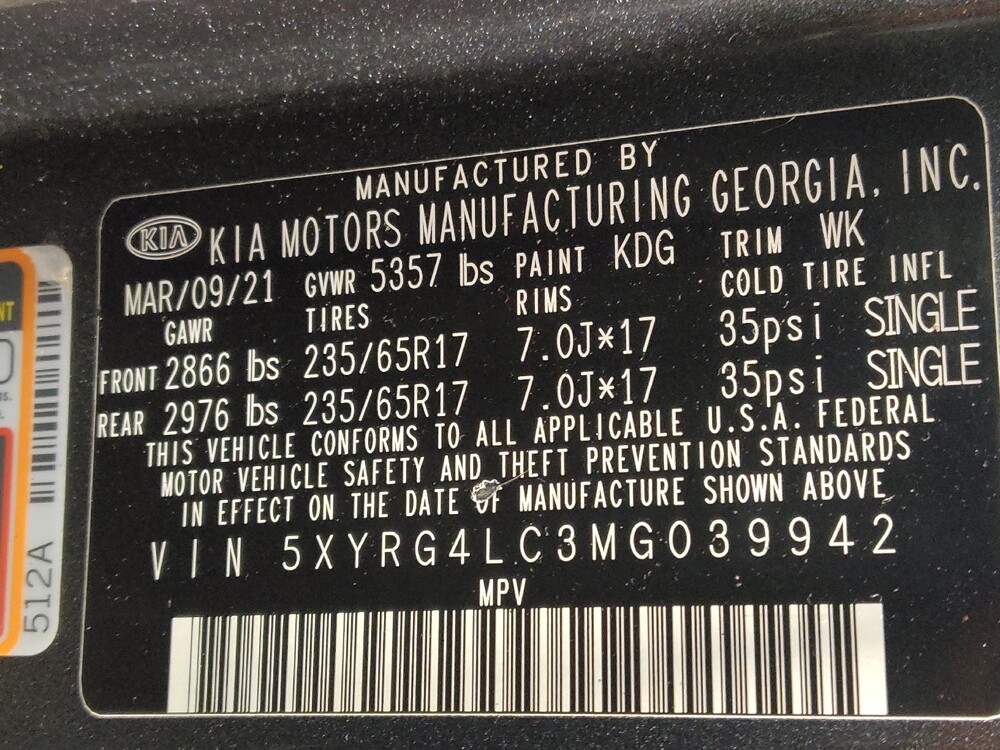 MANUFACTURED BY
KIA KIA MOTORS MANUFACTURING GEORGIA, INC.
MAR/09/21 GVWR 5357 lbs PAINT KDG TRIM WK
GAWR TIRES RIMS COLD TIRE INFL
FRONT 2866 lbs 235/65R17 7.0J*17 35psi SINGLE
REAR 2976 lbs 235/65R17 7.0J*17 35psi SINGLE
THIS VEHICLE CONFORMS TO ALL APPLICABLE U.S.A. FEDERAL
MOTOR VEHICLE SAFETY AND THEFT PREVENTION STANDARDS
IN EFFECT ON THE DATE OF MANUFACTURE SHOWN ABOVE
VIN 5XYRG4LC3MG039942
MPV
512A